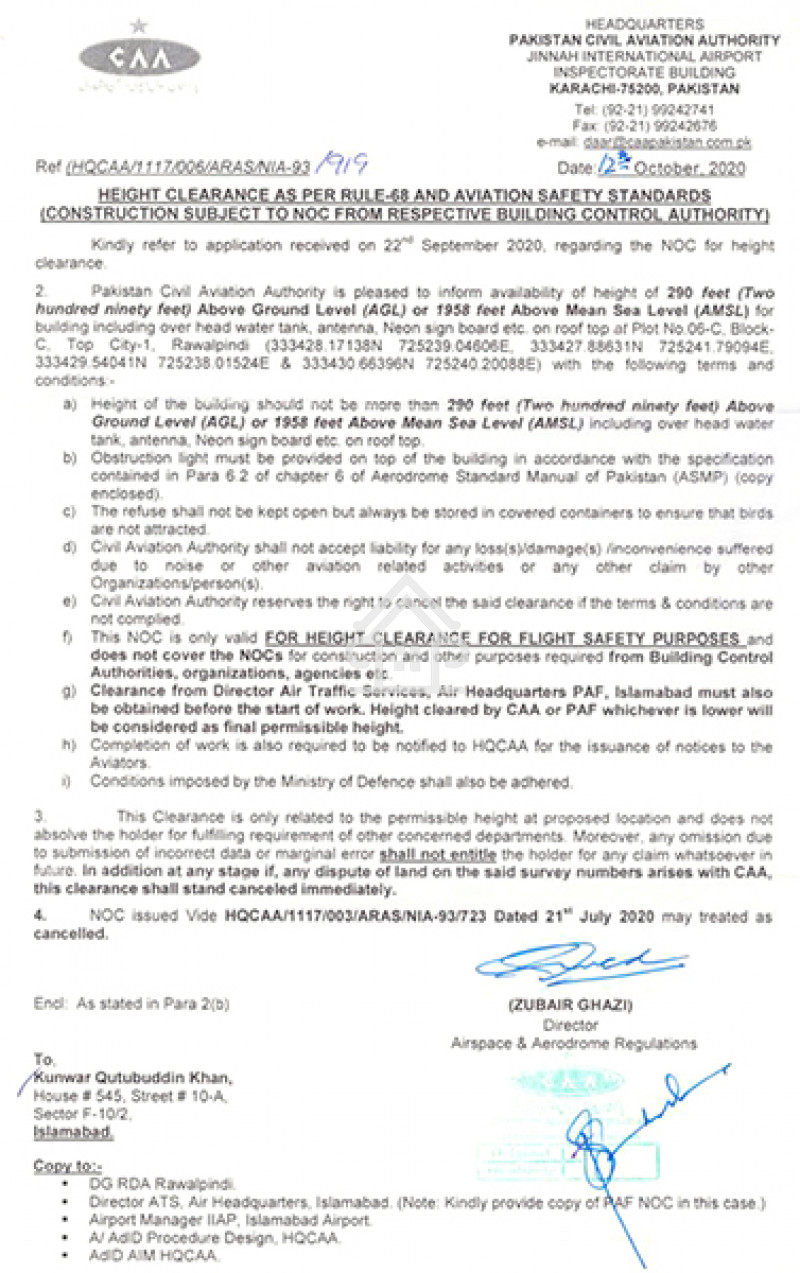 CAA
HEADQUARTERS
PAKISTAN CIVIL AVIATION AUTHORITY
JINNAH INTERNATIONAL AIRPORT
INSPECTORATE BUILDING
KARACHI-75200, PAKISTAN
Tel: (92-21) 99242741
Fax: (92-21) 99242676
e-mail: daar@caapakistan.com.pk
Ref (HQCAA/1117/006/ARAS/NIA-93/1919
Date: 12th October, 2020
HEIGHT CLEARANCE AS PER RULE-68 AND AVIATION SAFETY STANDARDS
(CONSTRUCTION SUBJECT TO NOC FROM RESPECTIVE BUILDING CONTROL AUTHORITY)
Kindly refer to application received on 22nd September 2020, regarding the NOC for height
clearance.
2. Pakistan Civil Aviation Authority is pleased to inform availability of height of 290 feet (Two
hundred ninety feet) Above Ground Level (AGL) or 1958 feet Above Mean Sea Level (AMSL) for
building including over head water tank, antenna, Neon sign board etc. on roof top at Plot No.06-C, Block-
C, Top City-1, Rawalpindi (333428.17138N 725239.04606E, 333427.88631N 725241.79094E,
333429.54041N 725238.01524E & 333430.66396N 725240.20088E) with the following terms and
conditions:-
a) Height of the building should not be more than 290 feet (Two hundred ninety feet) Above
Ground Level (AGL) or 1958 feet Above Mean Sea Level (AMSL) including over head water
tank, antenna, Neon sign board etc. on roof top.
b) Obstruction light must be provided on top of the building in accordance with the specification
contained in Para 6.2 of chapter 6 of Aerodrome Standard Manual of Pakistan (ASMP) (copy
enclosed).
c) The refuse shall not be kept open but always be stored in covered containers to ensure that birds
are not attracted.
d) Civil Aviation Authority shall not accept liability for any loss(s)/damage(s) /inconvenience suffered
due to noise or other aviation related activities or any other claim by other
Organizations/person(s).
e) Civil Aviation Authority reserves the right to cancel the said clearance if the terms & conditions are
not complied.
f) This NOC is only valid FOR HEIGHT CLEARANCE FOR FLIGHT SAFETY PURPOSES and
does not cover the NOCs for construction and other purposes required from Building Control
Authorities, organizations, agencies etc.
g) Clearance from Director Air Traffic Services, Air Headquarters PAF, Islamabad must also
be obtained before the start of work. Height cleared by CAA or PAF whichever is lower will
be considered as final permissible height.
h) Completion of work is also required to be notified to HQCAA for the issuance of notices to the
Aviators.
i) Conditions imposed by the Ministry of Defence shall also be adhered.
3. This Clearance is only related to the permissible height at proposed location and does not
absolve the holder for fulfilling requirement of other concerned departments. Moreover, any omission due
to submission of incorrect data or marginal error shall not entitle the holder for any claim whatsoever in
future. In addition at any stage if, any dispute of land on the said survey numbers arises with CAA,
this clearance shall stand canceled immediately.
4. NOC issued Vide HQCAA/1117/003/ARAS/NIA-93/723 Dated 21st July 2020 may treated as
cancelled.
Encl: As stated in Para 2(b)
(ZUBAIR GHAZI)
Director
Airspace & Aerodrome Regulations
CAA
To,
Kunwar Qutubuddin Khan,
House # 545, Street # 10-A,
Sector F-10/2,
Islamabad.
Copy to:-
• DG RDA Rawalpindi.
• Director ATS, Air Headquarters, Islamabad. (Note: Kindly provide copy of PAF NOC in this case.)
• Airport Manager IIAP, Islamabad Airport.
• A/ AdID Procedure Design, HQCAA.
• AdID AIM HQCAA.